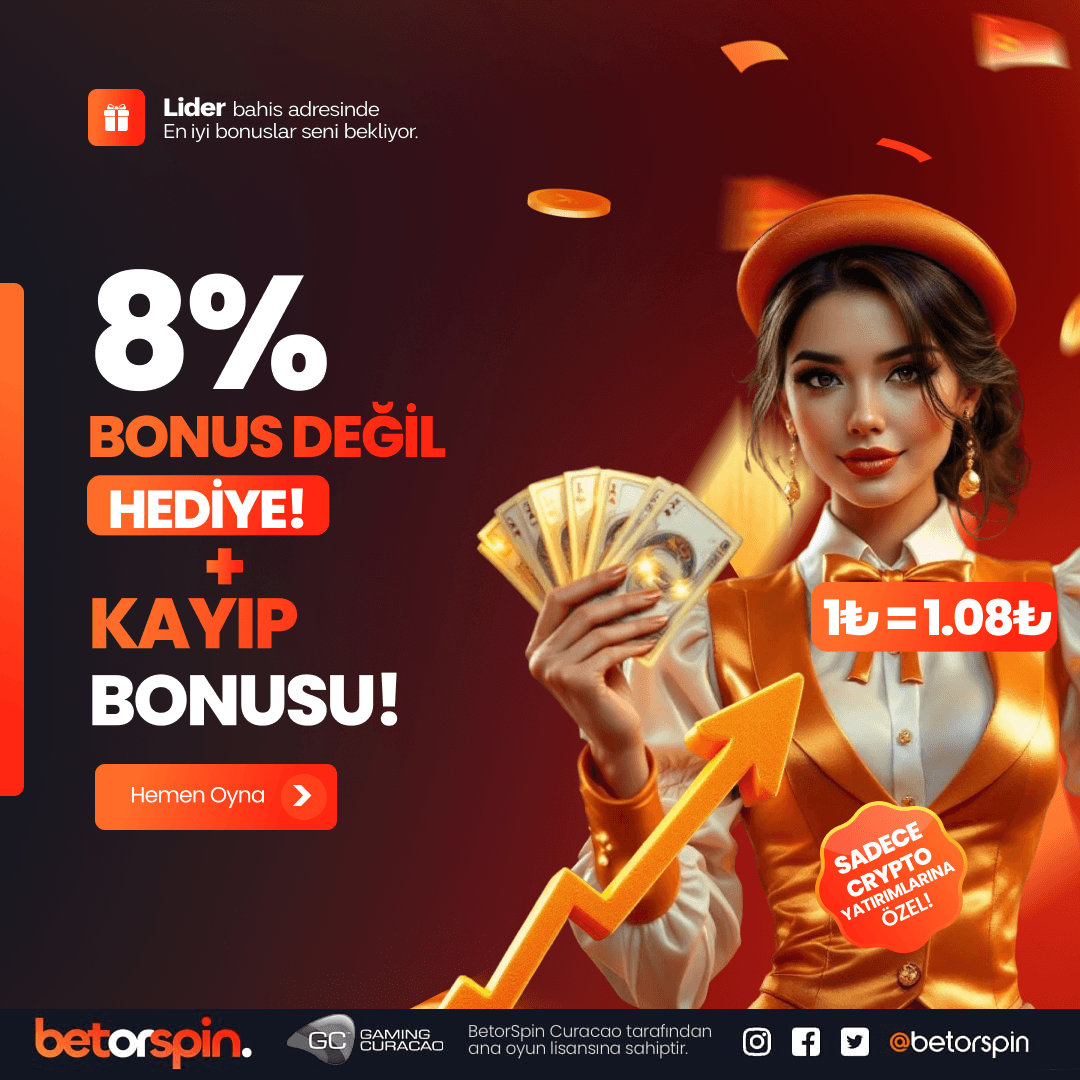 Lider bahis adresinde
En iyi bonuslar seni bekliyor.
8%
BONUS DEĞİL
HEDİYE!
+
KAYIP
BONUSU!
Hemen Oyna
1₺ = 1.08₺
SADECE
CRYPTO
YATIRIMLARINA
ÖZEL!
betorspin.
GC GAMING
CURACAO
BetorSpin Curacao tarafından
ana oyun lisansına sahiptir.
@betorspin